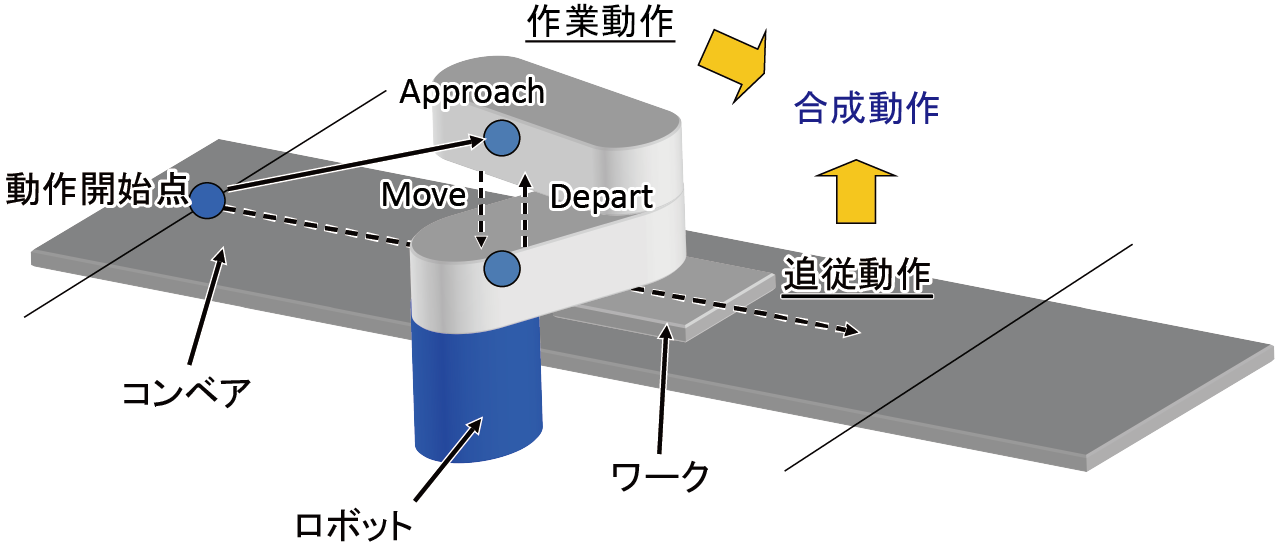 作業動作
Approach
合成動作
動作開始点
Move
Depart
追従動作
コンベア
ワーク
ロボット